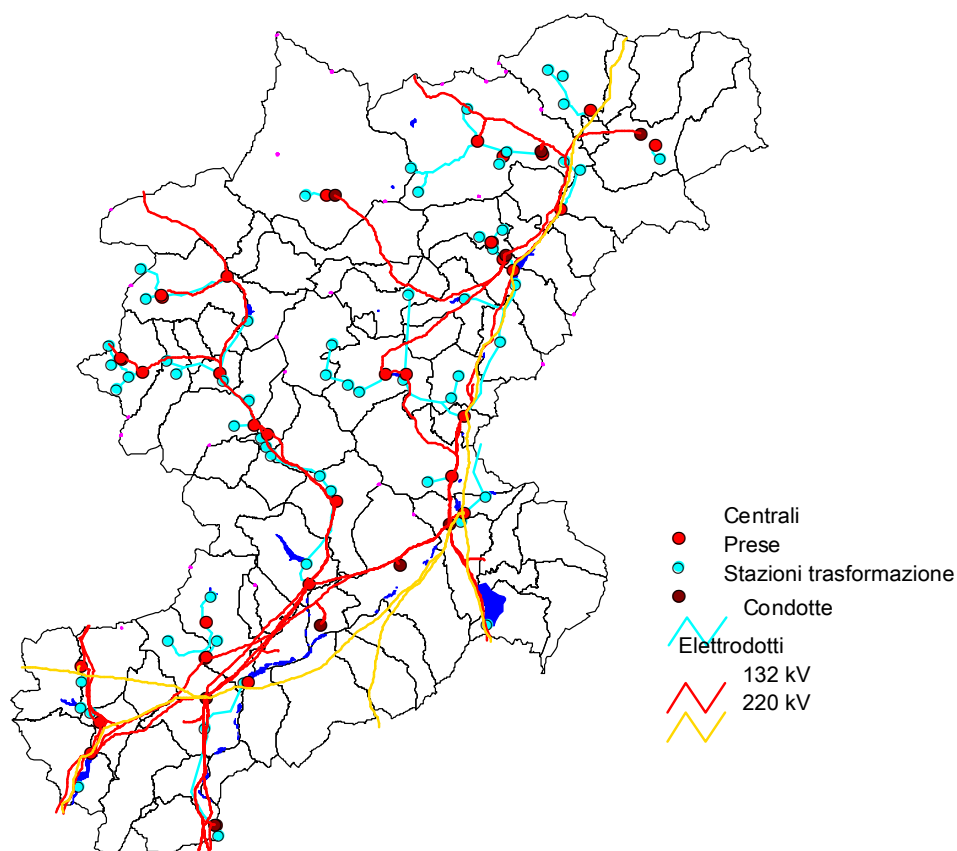 Centrali
Prese
Stazioni trasformazione
Condotte
Elettrodotti
132 kV
220 kV